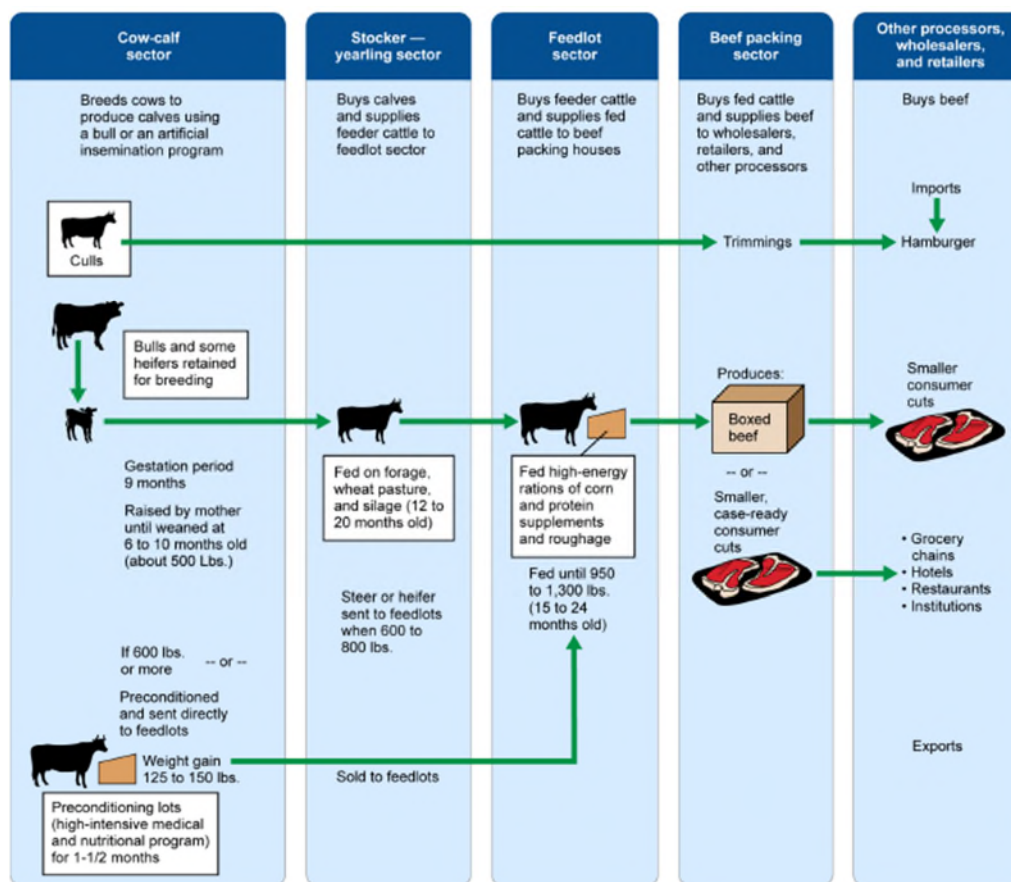 Cow-calf
sector
Breeds cows to
produce calves using
a bull or an artificial
insemination program
Culls
Bulls and some
heifers retained
for breeding
Gestation period
9 months
Raised by mother
until weaned at
6 to 10 months old
(about 500 Lbs.)
If 600 lbs.
or more
-- or --
Preconditioned
and sent directly
to feedlots
Weight gain
125 to 150 lbs.
Preconditioning lots
(high-intensive medical
and nutritional program)
for 1-1/2 months
Stocker —
yearling sector
Buys calves
and supplies
feeder cattle to
feedlot sector
Fed on forage,
wheat pasture,
and silage (12 to
20 months old)
Steer or heifer
sent to feedlots
when 600 to
800 lbs.
Sold to feedlots
Feedlot
sector
Buys feeder cattle
and supplies fed
cattle to beef
packing houses
Fed high-energy
rations of corn
and protein
supplements
and roughage
Fed until 950
to 1,300 lbs.
(15 to 24
months old)
Beef packing
sector
Buys fed cattle
and supplies beef
to wholesalers,
retailers, and
other processors
Trimmings
Produces:
Boxed
beef
-- or --
Smaller,
case-ready
consumer
cuts
Other processors,
wholesalers,
and retailers
Buys beef
Imports
Hamburger
Smaller
consumer
cuts
• Grocery
chains
• Hotels
• Restaurants
• Institutions
Exports